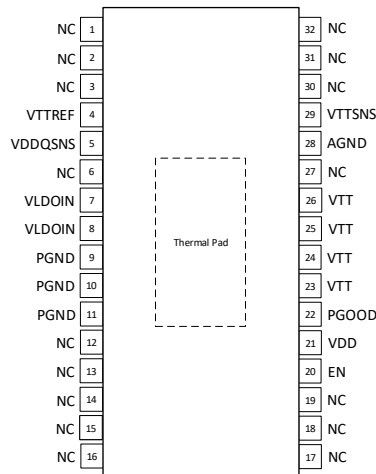 NC 1 32 NC
NC 2 31 NC
NC 3 30 NC
VTTREF 4 29 VTTSNS
VDDQSNS 5 28 AGND
NC 6 27 NC
VLDOIN 7 26 VTT
VLDOIN 8 25 VTT
PGND 9 24 VTT
Thermal Pad
PGND 10 23 VTT
PGND 11 22 PGOOD
NC 12 21 VDD
NC 13 20 EN
NC 14 19 NC
NC 15 18 NC
NC 16 17 NC